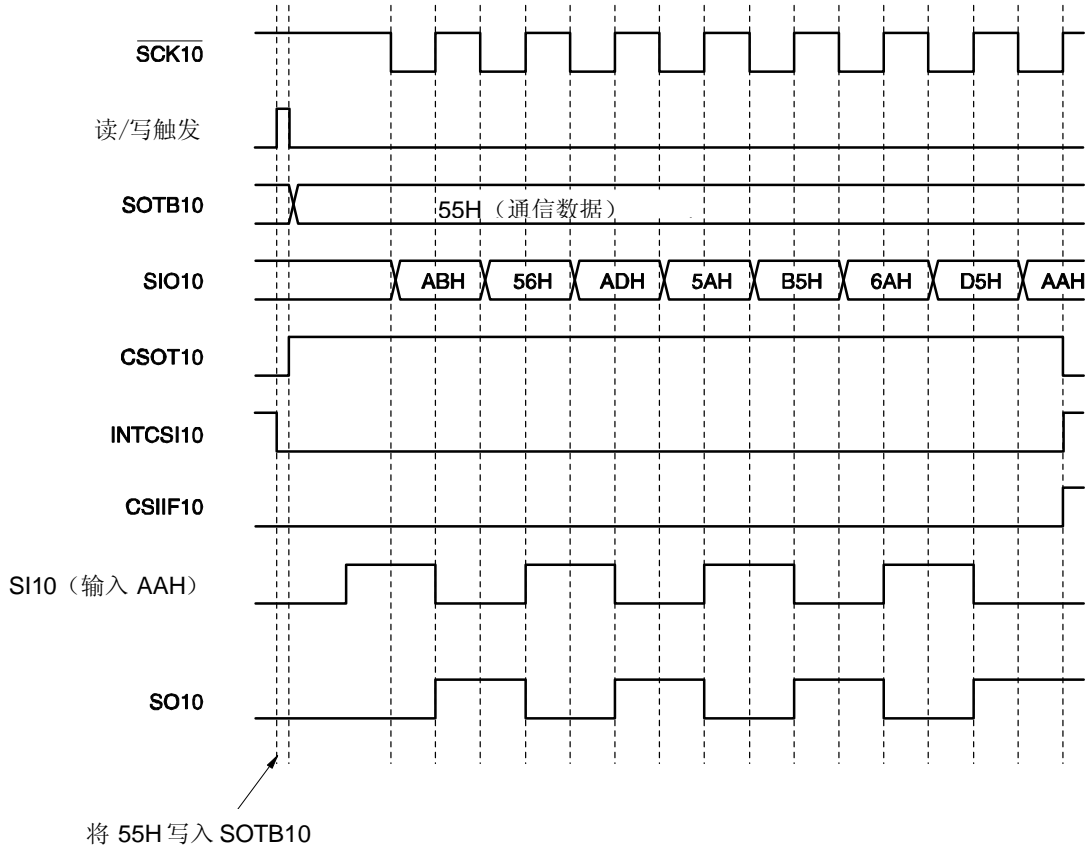 SCK10
读/写触发
SOTB10
55H（通信数据）
SIO10
ABH 56H ADH 5AH B5H 6AH D5H AAH
CSOT10
INTCSI10
CSIIF10
SI10（输入 AAH）
SO10
将 55H 写入 SOTB10